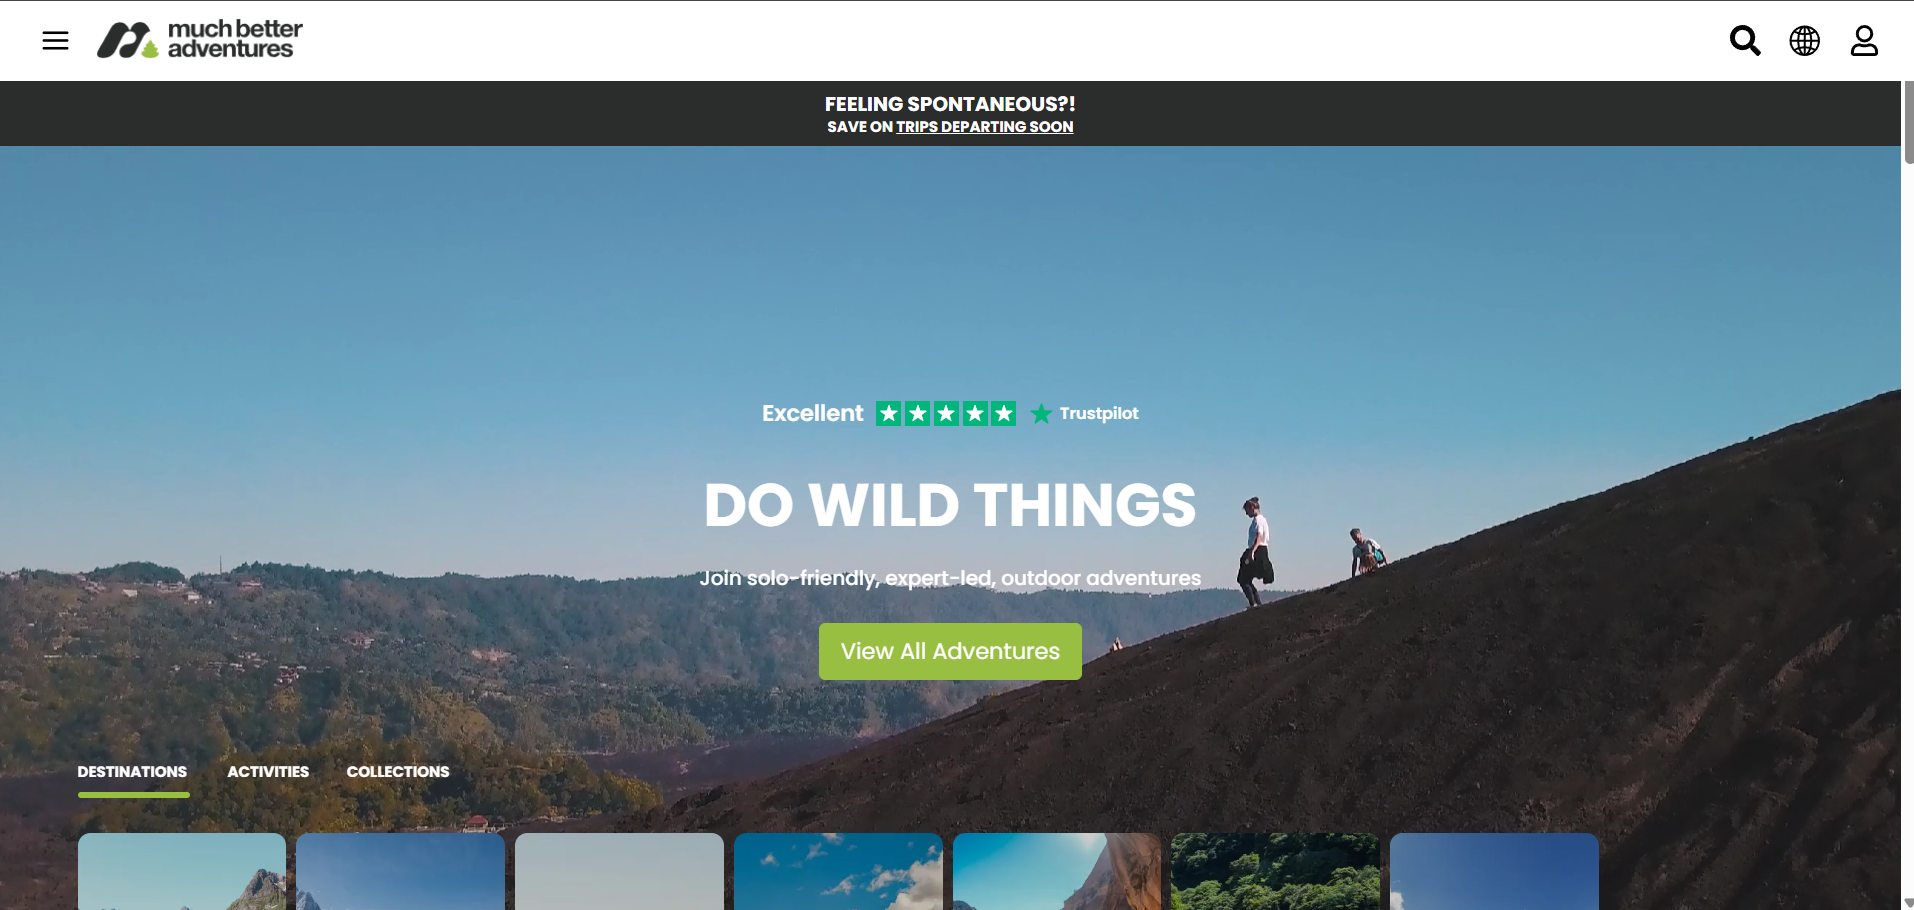 much better
adventures
FEELING SPONTANEOUS?!
SAVE ON TRIPS DEPARTING SOON
Excellent
Trustpilot
DO WILD THINGS
Join solo-friendly, expert-led, outdoor adventures
View All Adventures
DESTINATIONS
ACTIVITIES
COLLECTIONS